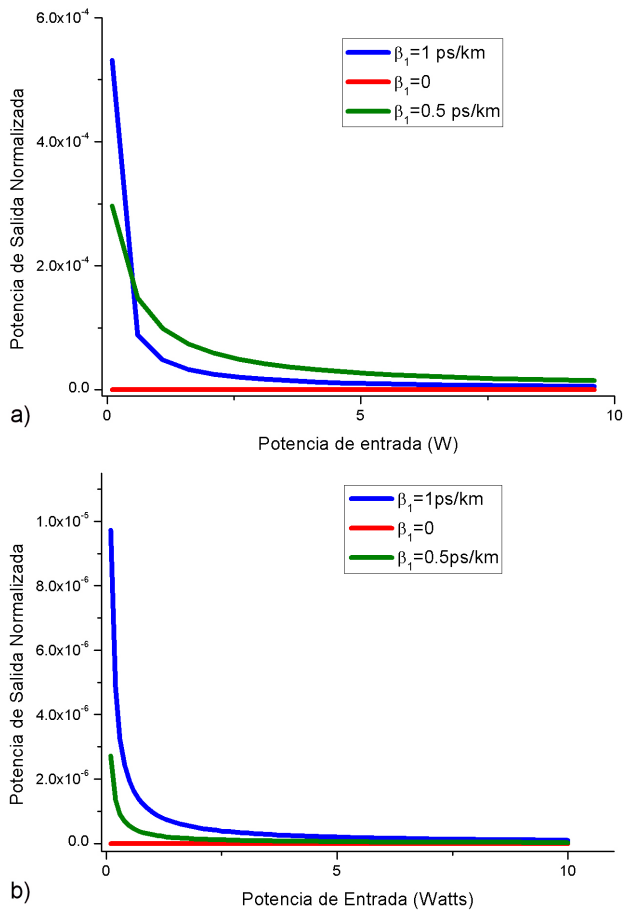 6.0x10⁻⁴
4.0x10⁻⁴
2.0x10⁻⁴
0.0
Potencia de Salida Normalizada
β₁=1 ps/km
β₁=0
β₁=0.5 ps/km
0
5
10
Potencia de entrada (W)
a)
1.0x10⁻⁵
8.0x10⁻⁶
6.0x10⁻⁶
4.0x10⁻⁶
2.0x10⁻⁶
0.0
Potencia de Salida Normalizada
β₁=1ps/km
β₁=0
β₁=0.5ps/km
0
5
10
Potencia de Entrada (Watts)
b)